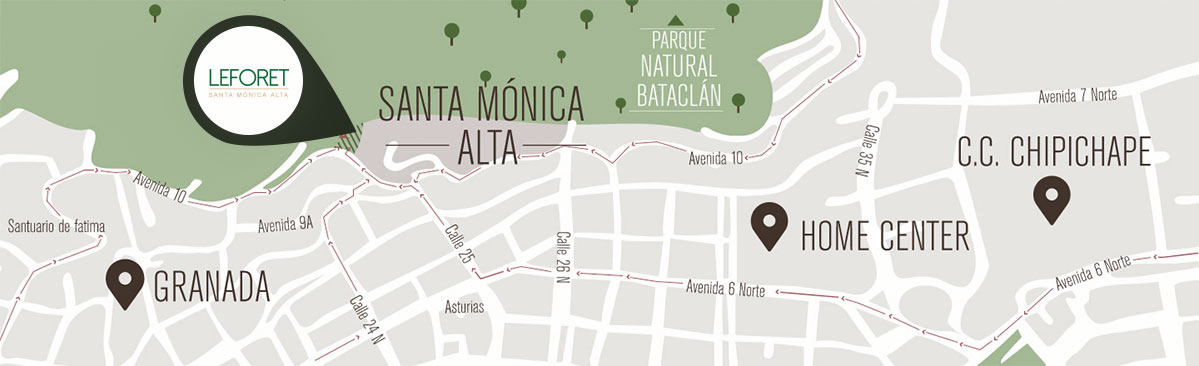 LEFORET
SANTA MÓNICA ALTA
PARQUE
NATURAL
BATACLÁN
SANTA MÓNICA
ALTA
Avenida 7 Norte
Calle 35 N
C.C. CHIPICHAPE
Avenida 10
Avenida 10
Santuario de fatima
Avenida 9A
HOME CENTER
GRANADA
Calle 25
Calle 26 N
Avenida 6 Norte
Avenida 6 Norte
Asturias
Calle 24 N